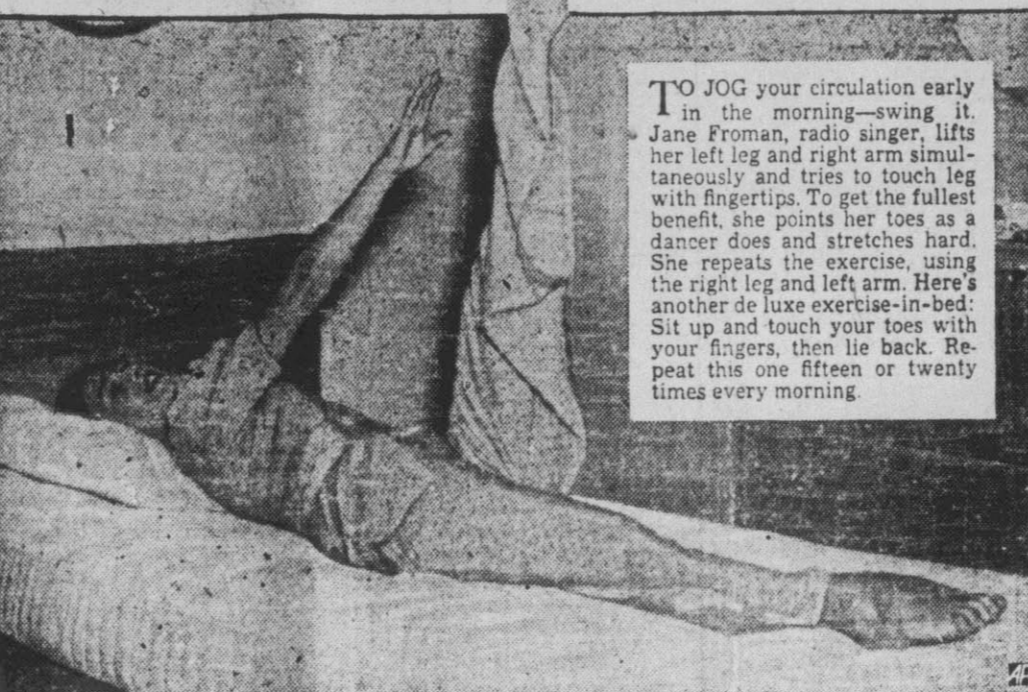 TO JOG your circulation early
in the morning—swing it.
Jane Froman, radio singer, lifts
her left leg and right arm simul-
taneously and tries to touch leg
with fingertips. To get the fullest
benefit, she points her toes as a
dancer does and stretches hard.
She repeats the exercise, using
the right leg and left arm. Here's
another de luxe exercise-in-bed:
Sit up and touch your toes with
your fingers, then lie back. Re-
peat this one fifteen or twenty
times every morning.